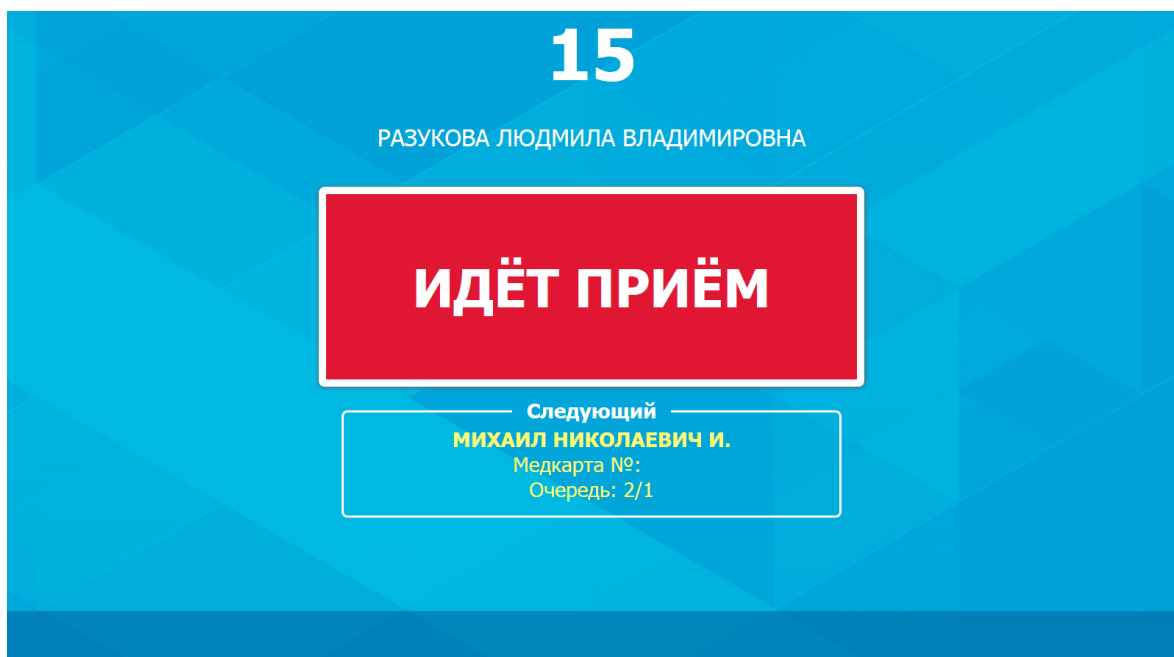 15
РАЗУКОВА ЛЮДМИЛА ВЛАДИМИРОВНА
ИДЁТ ПРИЁМ
Следующий
МИХАИЛ НИКОЛАЕВИЧ И.
Медкарта №:
Очередь: 2/1